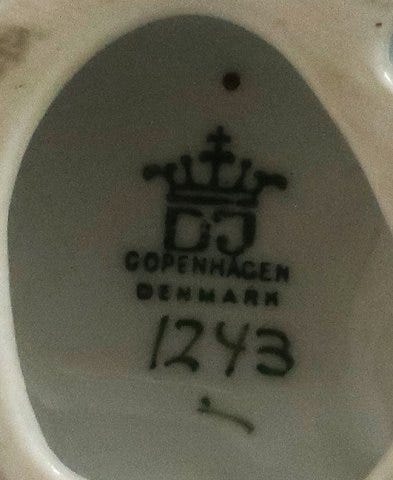 DJ
COPENHAGEN
DENMARK
1243